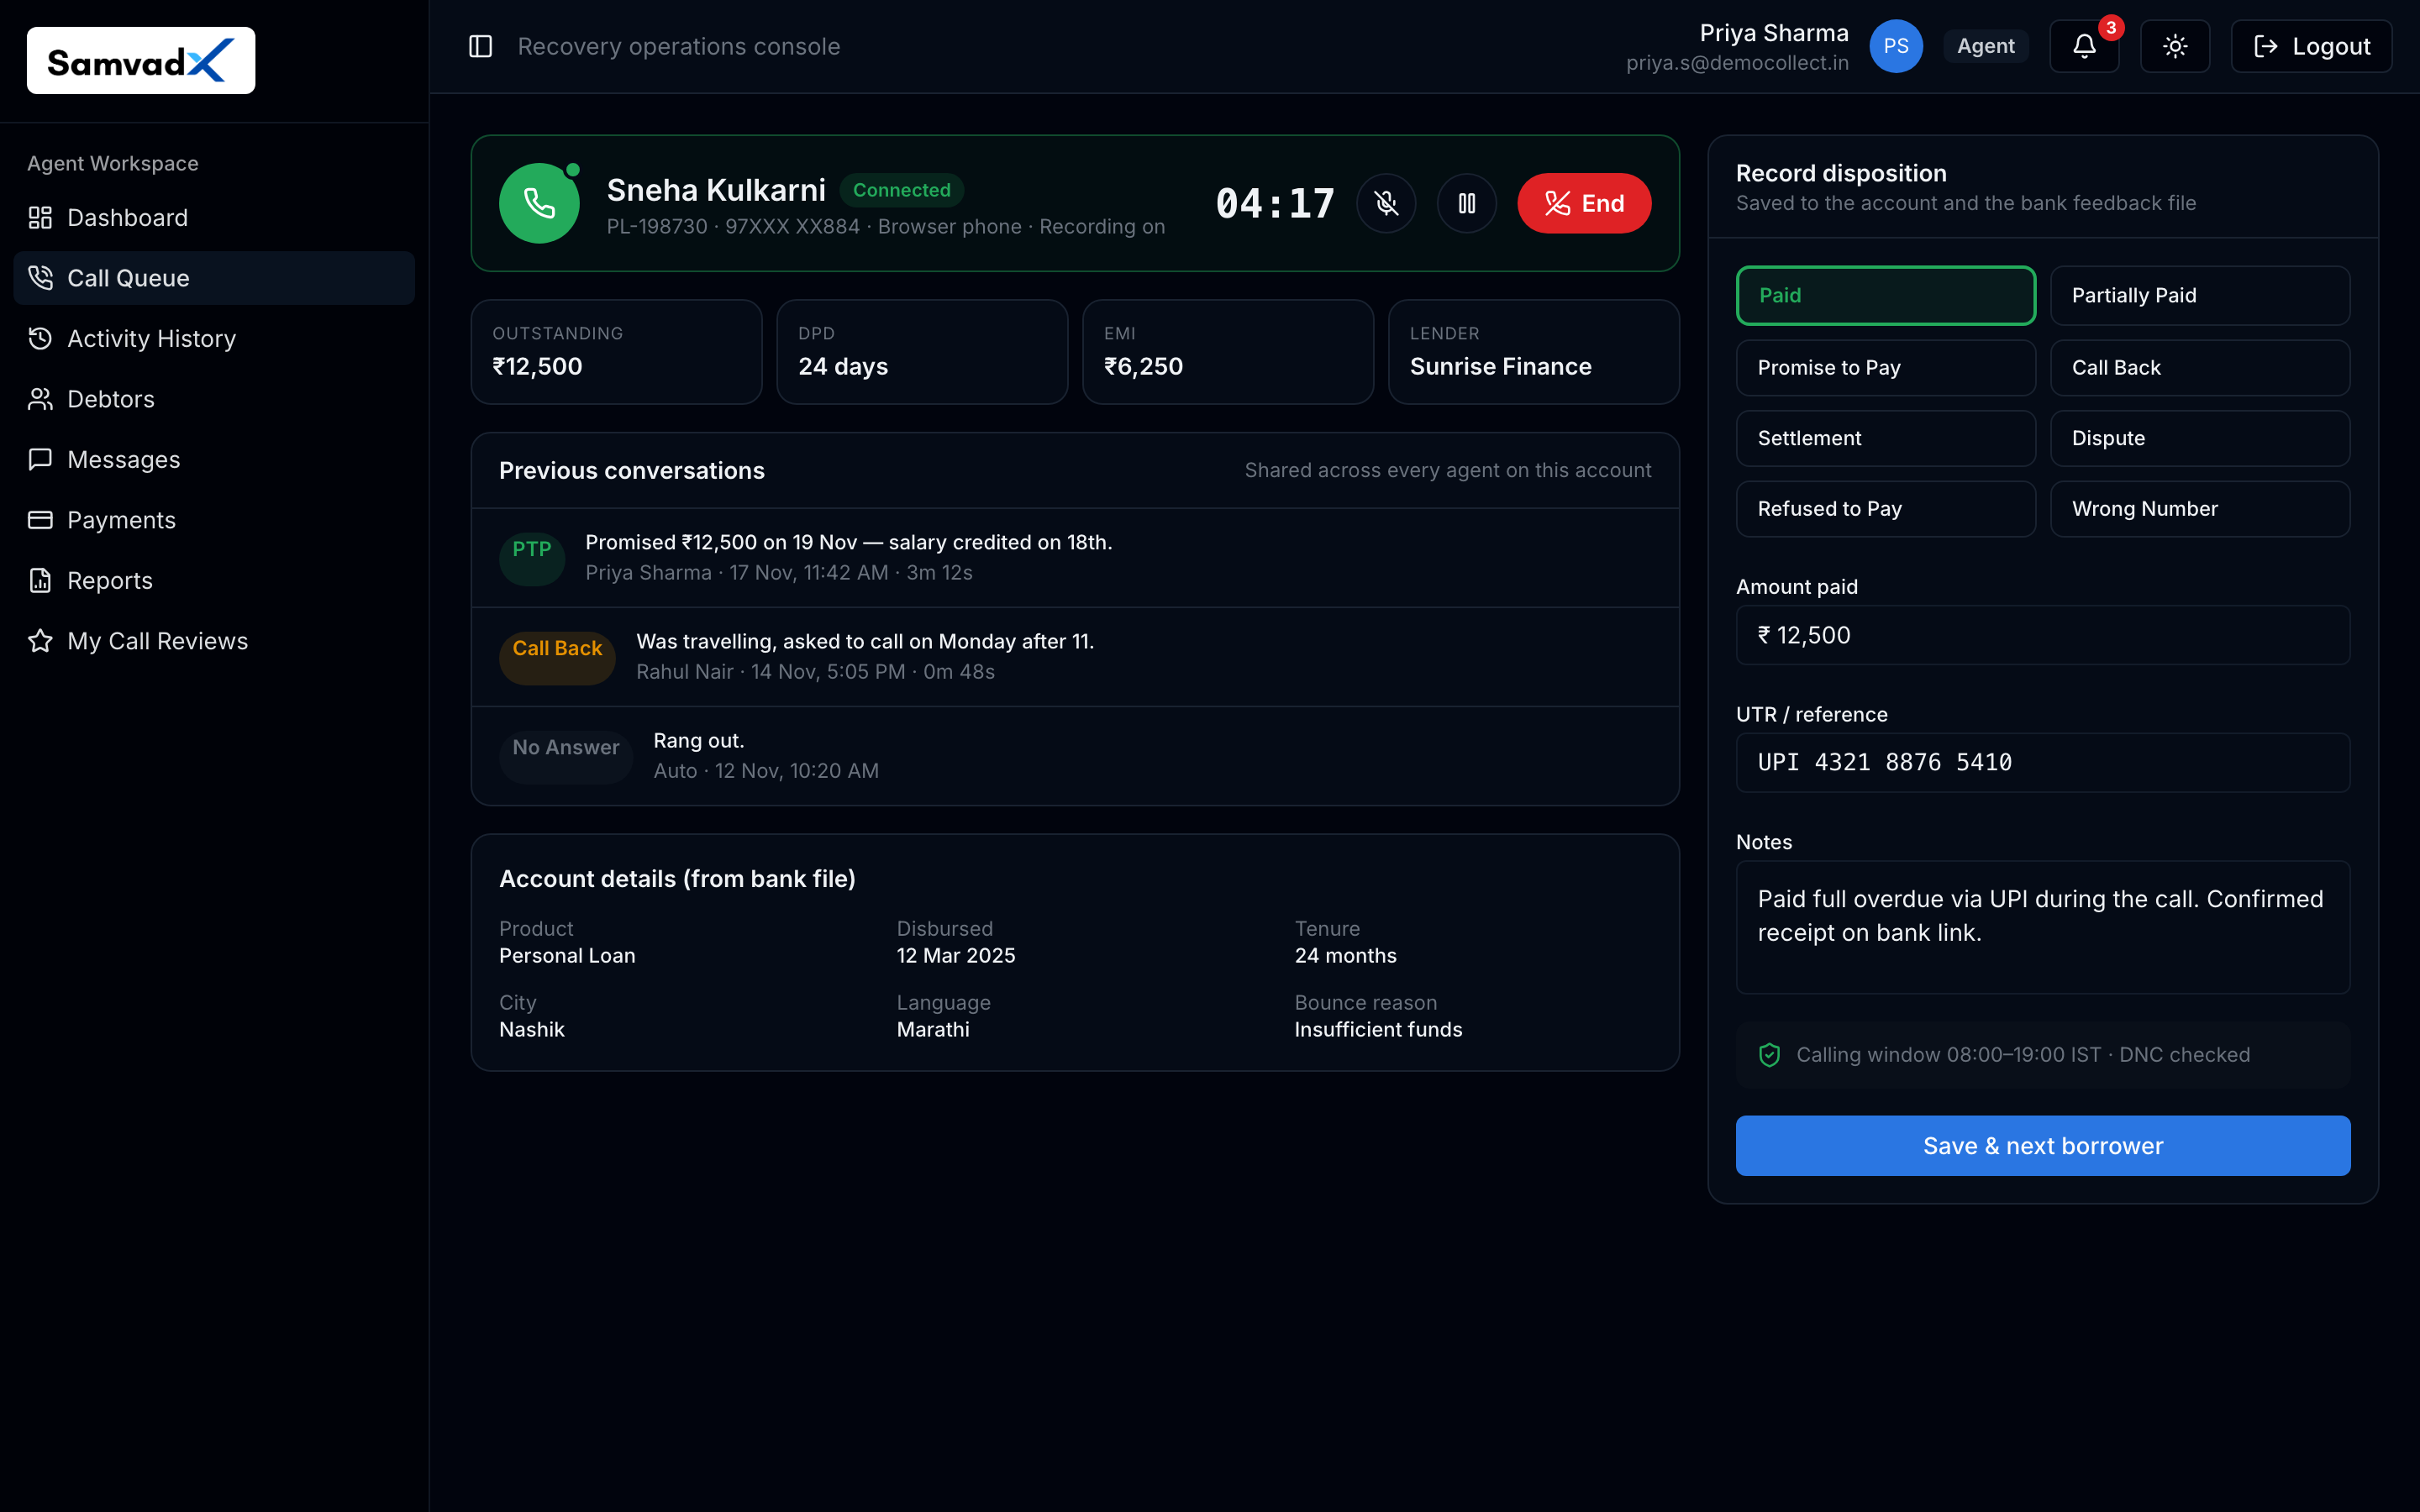 SamvadX
Agent Workspace
Dashboard
Call Queue
Activity History
Debtors
Messages
Payments
Reports
My Call Reviews
Recovery operations console
Priya Sharma
priya.s@democollect.in
PS
Agent
3
Logout
Sneha Kulkarni
Connected
PL-198730 · 97XXX XX884 · Browser phone · Recording on
04:17
End
OUTSTANDING
₹12,500
DPD
24 days
EMI
₹6,250
LENDER
Sunrise Finance
Previous conversations
Shared across every agent on this account
PTP
Promised ₹12,500 on 19 Nov — salary credited on 18th.
Priya Sharma · 17 Nov, 11:42 AM · 3m 12s
Call Back
Was travelling, asked to call on Monday after 11.
Rahul Nair · 14 Nov, 5:05 PM · 0m 48s
No Answer
Rang out.
Auto · 12 Nov, 10:20 AM
Account details (from bank file)
Product
Personal Loan
Disbursed
12 Mar 2025
Tenure
24 months
City
Nashik
Language
Marathi
Bounce reason
Insufficient funds
Record disposition
Saved to the account and the bank feedback file
Paid
Partially Paid
Promise to Pay
Call Back
Settlement
Dispute
Refused to Pay
Wrong Number
Amount paid
₹ 12,500
UTR / reference
UPI 4321 8876 5410
Notes
Paid full overdue via UPI during the call. Confirmed
receipt on bank link.
Calling window 08:00–19:00 IST · DNC checked
Save & next borrower